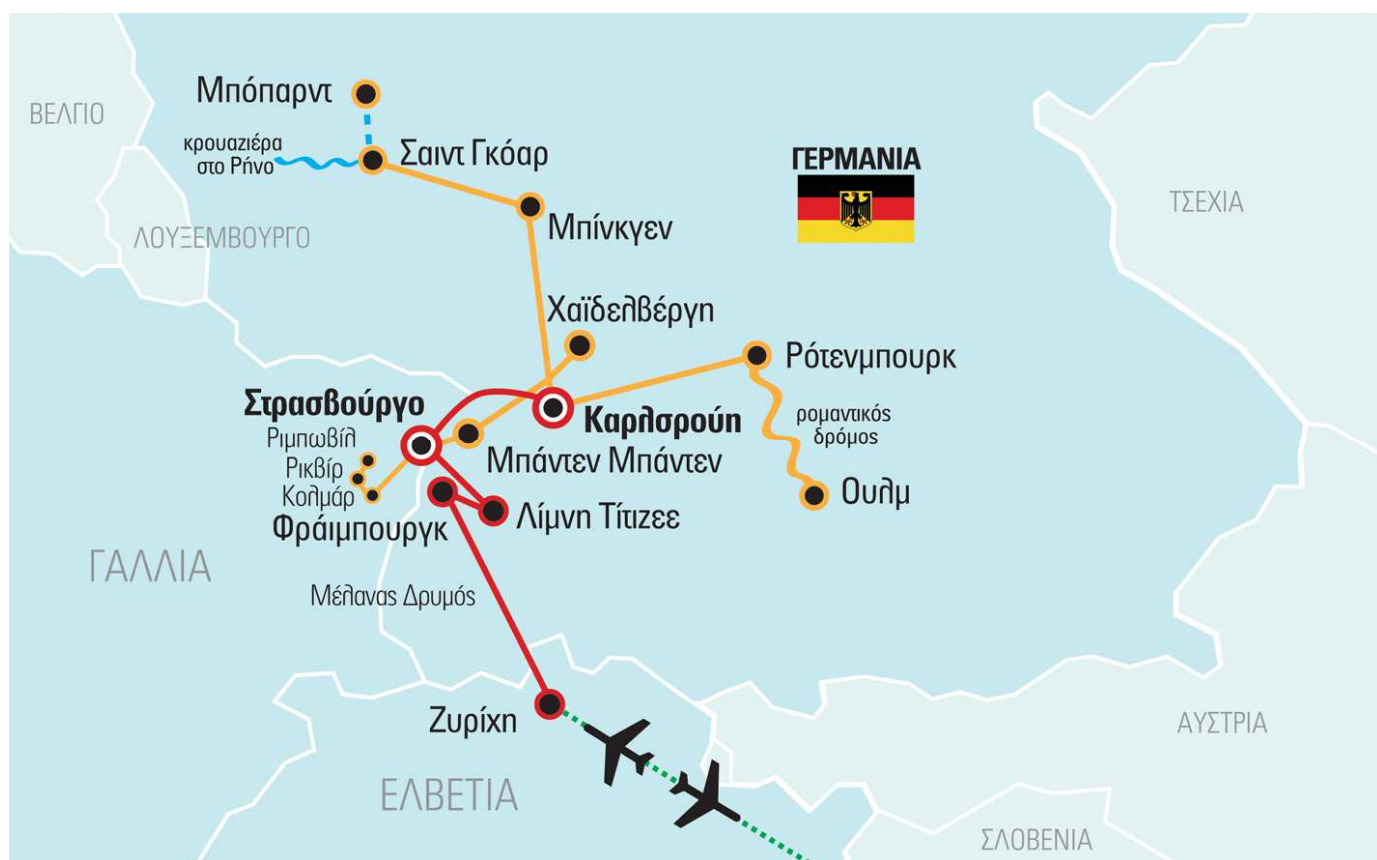 Μπόπαρντ
ΒΕΛΓΙΟ
κρουαζιέρα
στο Ρήνο
Σαιντ Γκόαρ
ΓΕΡΜΑΝΙΑ
ΤΣΕΧΙΑ
ΛΟΥΞΕΜΒΟΥΡΓΟ
Μπίνκγεν
Χαϊδελβέργη
Ρότενμπουρκ
Στρασβούργο
Καρλσρούη
ρομαντικός
δρόμος
Ριμπωβίλ
Ρικβίρ
Κολμάρ
Μπάντεν Μπάντεν
Ουλμ
Φράιμπουργκ
Λίμνη Τίτιζεε
ΓΑΛΛΙΑ
Μέλανας Δρυμός
Ζυρίχη
ΑΥΣΤΡΙΑ
ΕΛΒΕΤΙΑ
ΣΛΟΒΕΝΙΑ